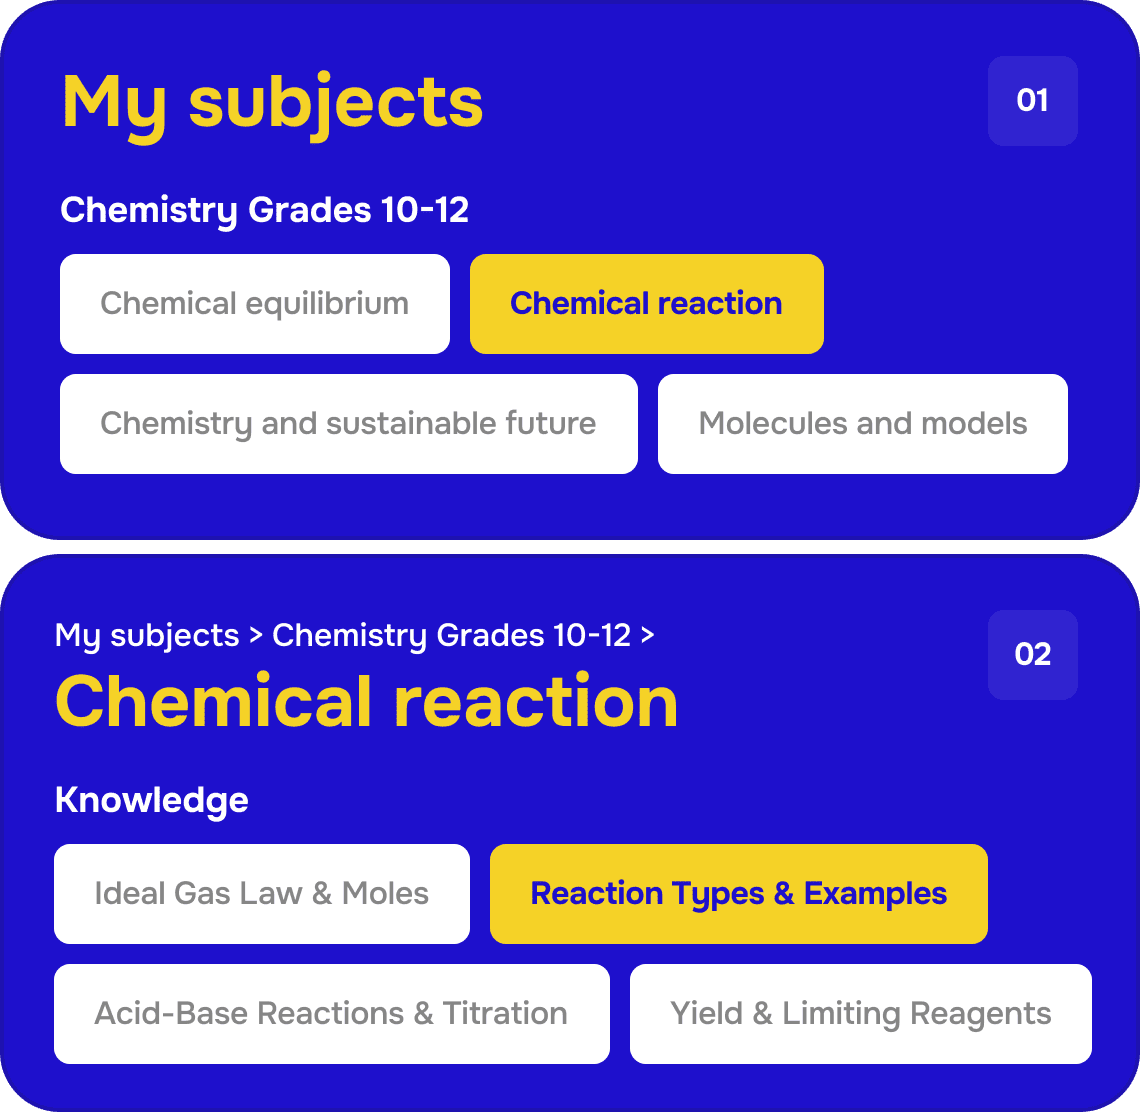 My subjects
01
Chemistry Grades 10-12
Chemical equilibrium
Chemical reaction
Chemistry and sustainable future
Molecules and models
My subjects > Chemistry Grades 10-12 >
02
Chemical reaction
Knowledge
Ideal Gas Law & Moles
Reaction Types & Examples
Acid-Base Reactions & Titration
Yield & Limiting Reagents